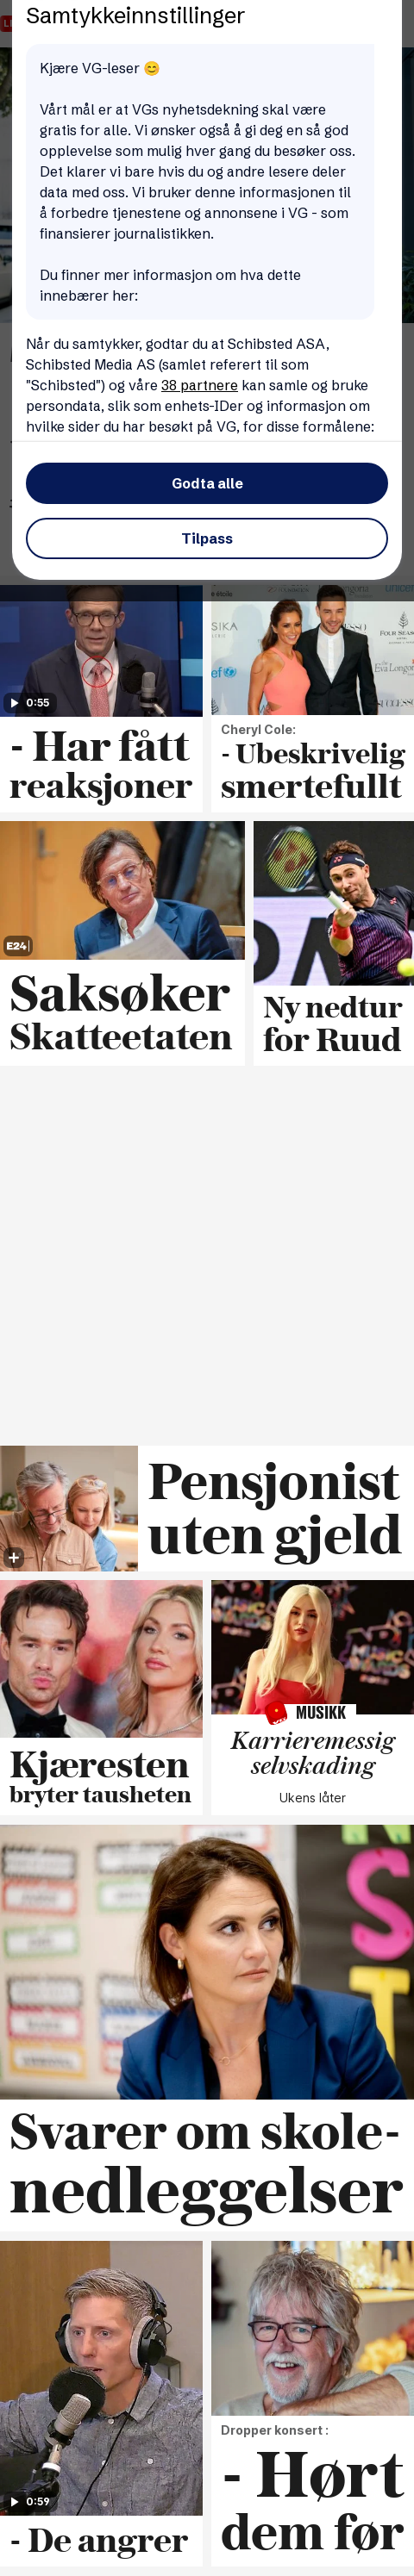 Samtykkeinnstillinger
Kjære VG-leser 😊
Vårt mål er at VGs nyhetsdekning skal være
gratis for alle. Vi ønsker også å gi deg en så god
opplevelse som mulig hver gang du besøker oss.
Det klarer vi bare hvis du og andre lesere deler
data med oss. Vi bruker denne informasjonen til
å forbedre tjenestene og annonsene i VG - som
finansierer journalistikken.
Du finner mer informasjon om hva dette
innebærer her:
Når du samtykker, godtar du at Schibsted ASA,
Schibsted Media AS (samlet referert til som
"Schibsted") og våre 38 partnere kan samle og bruke
persondata, slik som enhets-IDer og informasjon om
hvilke sider du har besøkt på VG, for disse formålene:
Godta alle
Tilpass
0:55
- Har fått
reaksjoner
FOUR SEASONS
Cheryl Cole:
- Ubeskrivelig
smertefullt
E24
Saksøker
Skatteetaten
Ny nedtur
for Ruud
Pensjonist
uten gjeld
Kjæresten
bryter tausheten
MUSIKK
Karrieremessig
selvskading
Ukens låter
Svarer om skole-
nedleggelser
0:59
- De angrer
Dropper konsert :
- Hørt
dem før